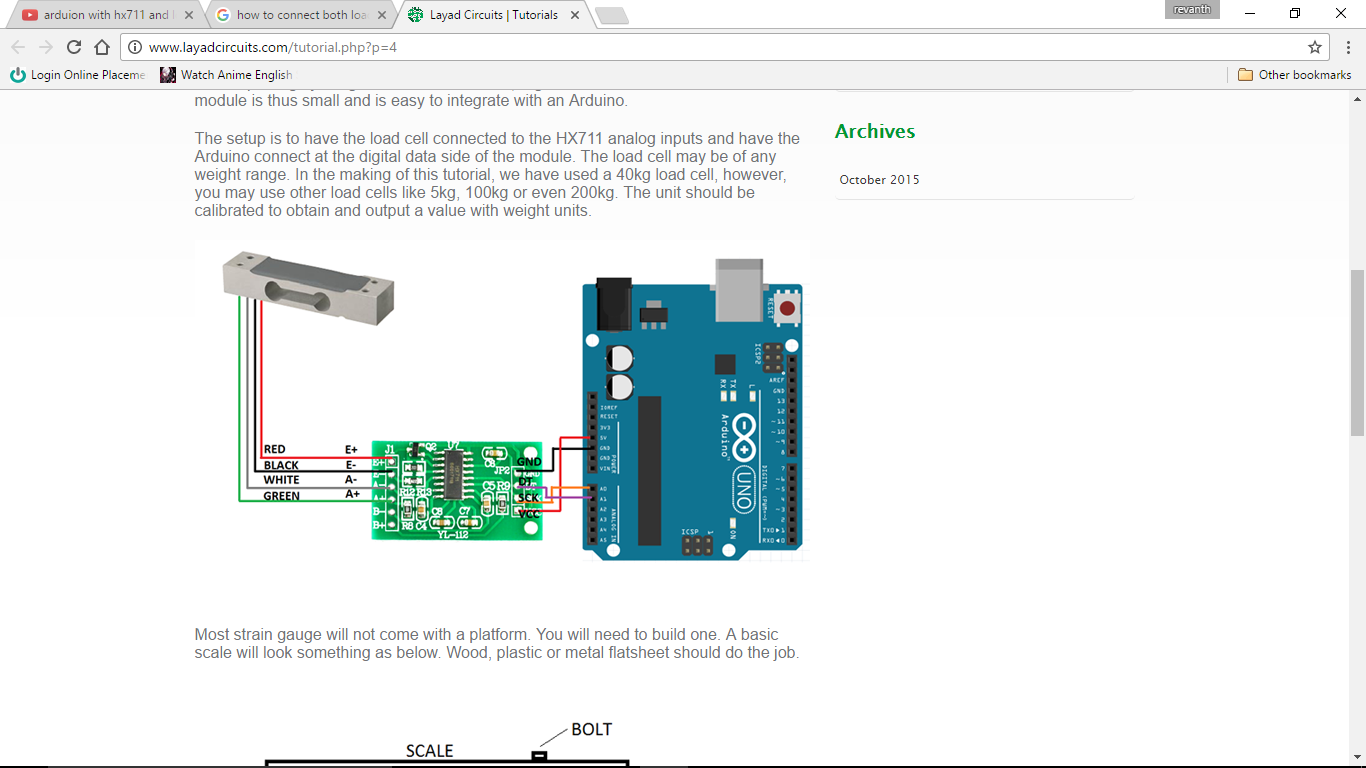 arduion with hx711 and l
how to connect both loa
Layad Circuits | Tutorials
revanth
www.layadcircuits.com/tutorial.php?p=4
Login Online Placeme
Watch Anime English
Other bookmarks
module is thus small and is easy to integrate with an Arduino.
The setup is to have the load cell connected to the HX711 analog inputs and have the
Arduino connect at the digital data side of the module. The load cell may be of any
weight range. In the making of this tutorial, we have used a 40kg load cell, however,
you may use other load cells like 5kg, 100kg or even 200kg. The unit should be
calibrated to obtain and output a value with weight units.
Archives
October 2015
RED E+
BLACK E-
WHITE A-
GREEN A+
J1
E+
A-
B-
B+
Q2
U7
C6
JP2
R12 R13
C5 R9
R8 C4
C8
C7
YL-112
GND
DT
SCK
VCC
RESET
ICSP2
AREF
GND
13
12
~11
~10
~9
8
IOREF
RESET
3V3
5V
GND
GND
VIN
POWER
RX
TX
L
Arduino
UNO
7
~6
~5
4
~3
2
TXD 1
RXD 0
DIGITAL (PWM=~)
A0
A1
A2
A3
A4
A5
ANALOG IN
ICSP
1
ON
Most strain gauge will not come with a platform. You will need to build one. A basic
scale will look something as below. Wood, plastic or metal flatsheet should do the job.
BOLT
SCALE